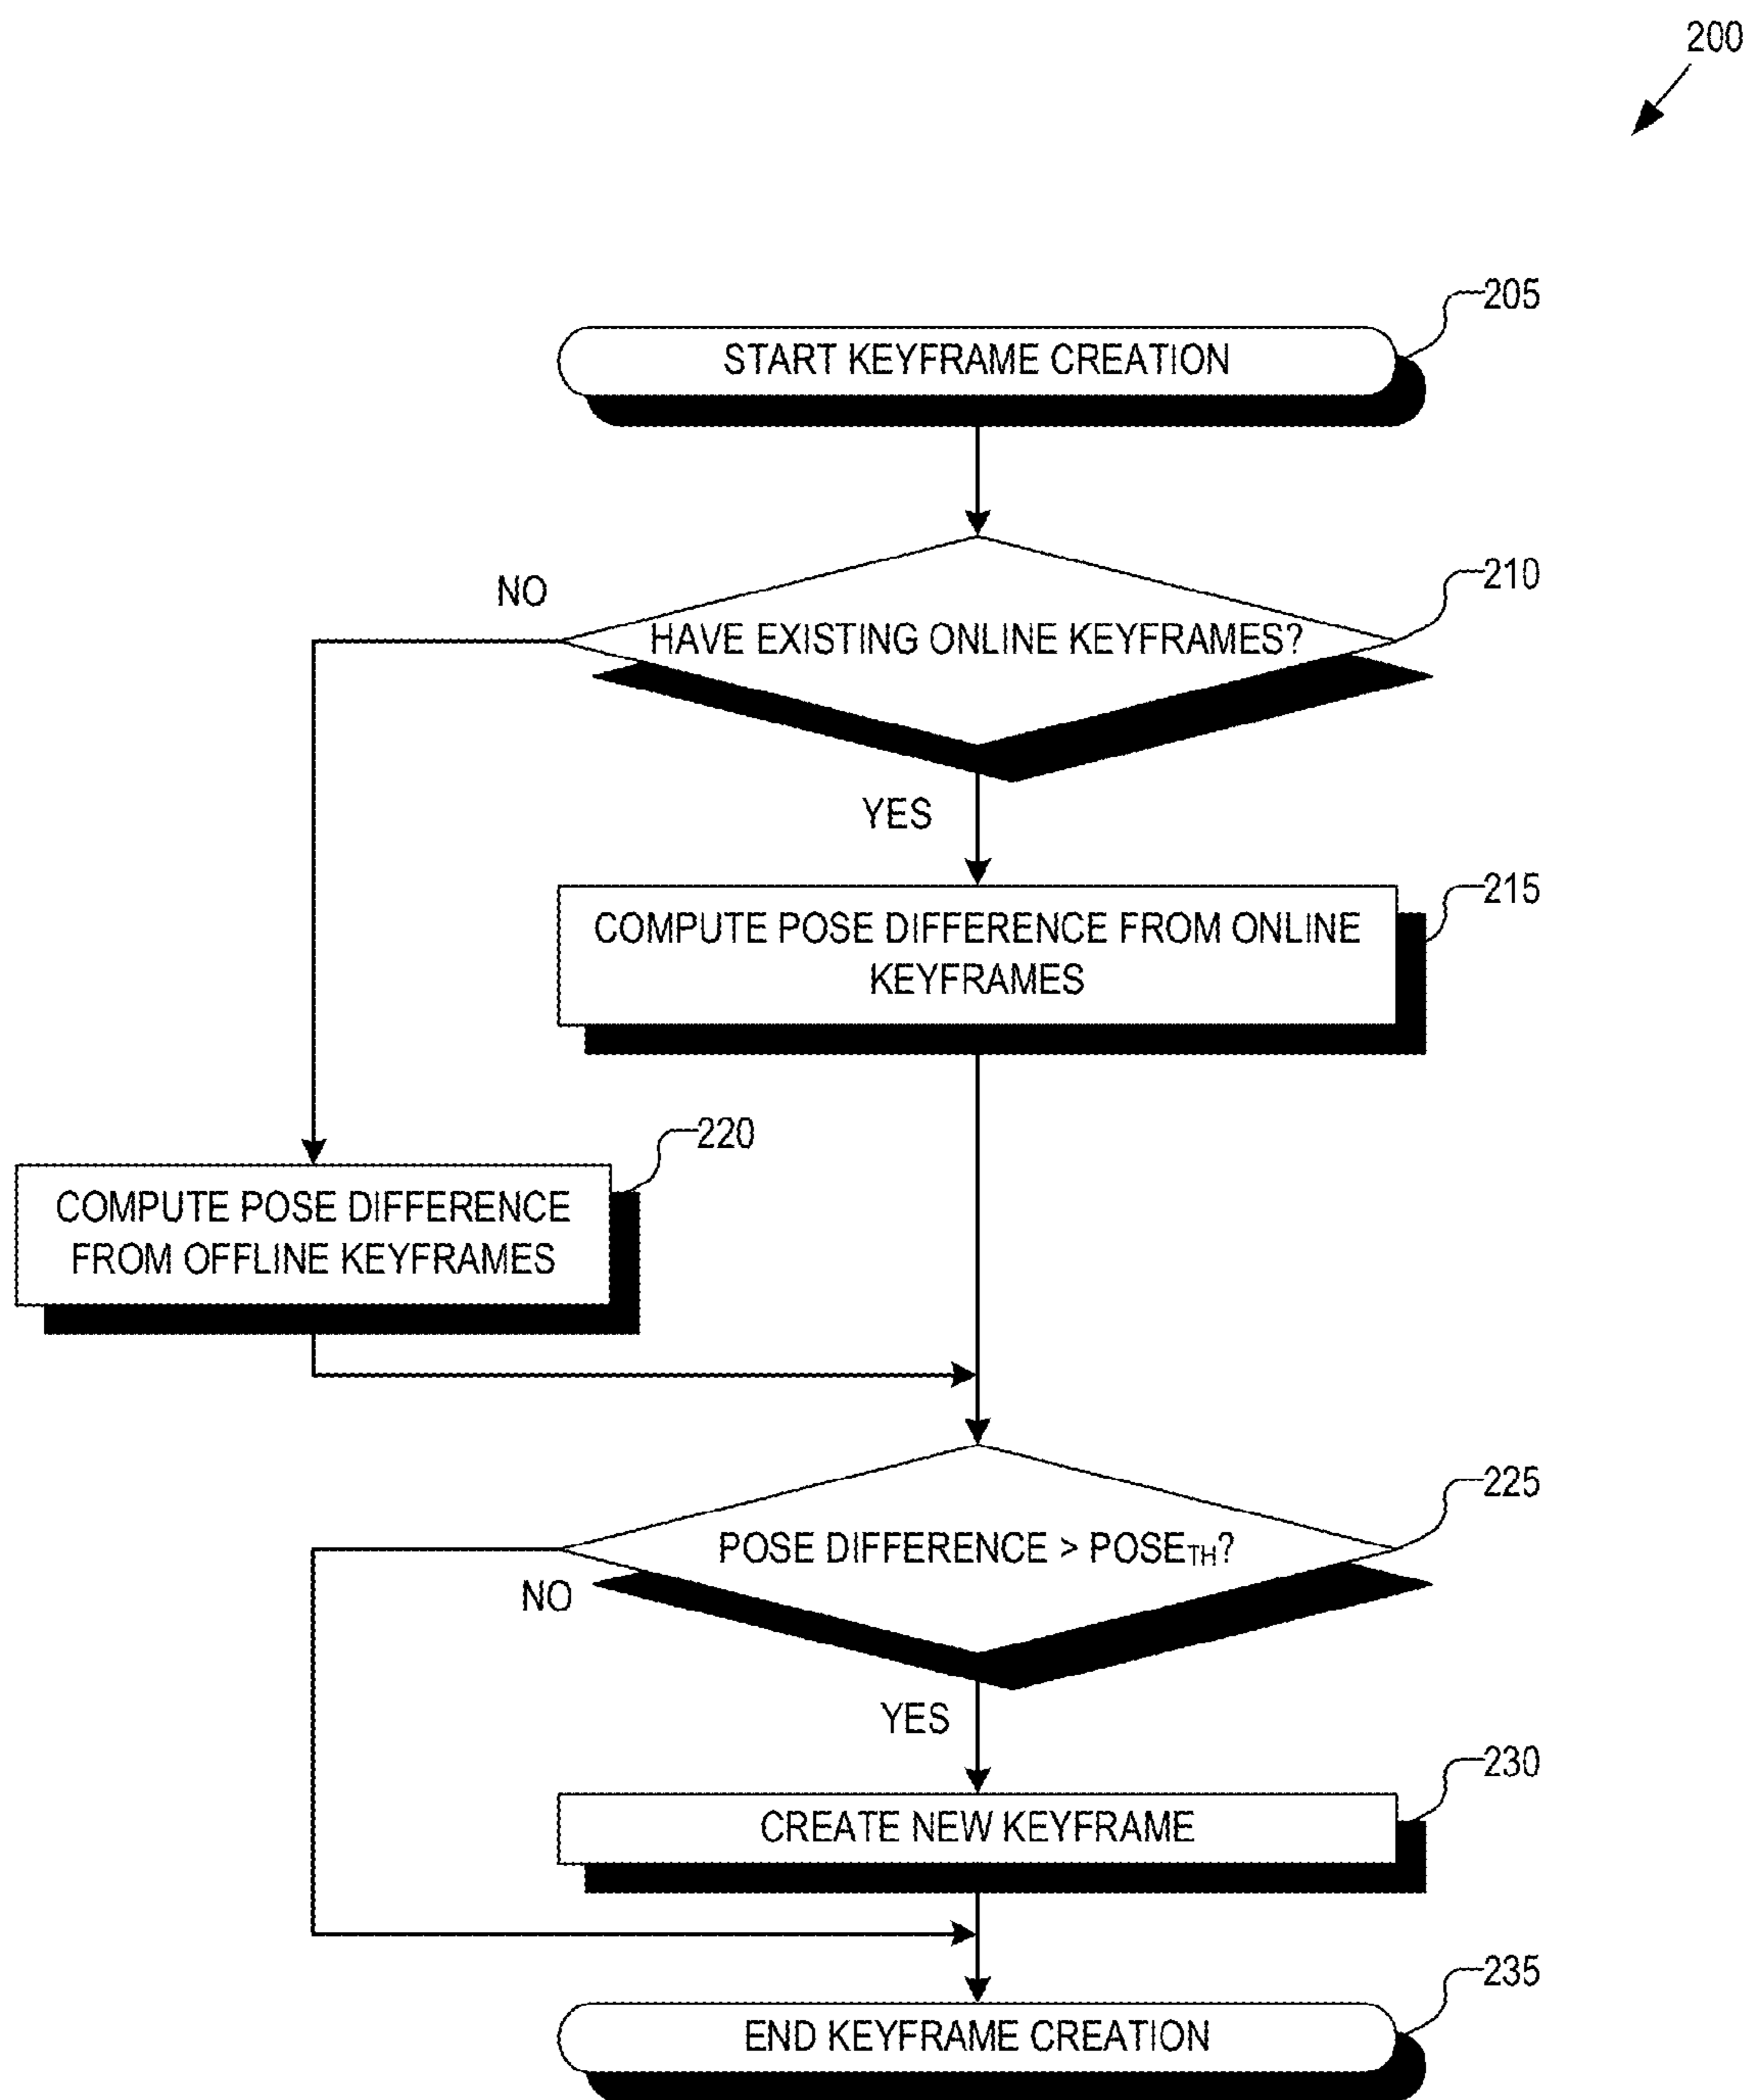 200
START KEYFRAME CREATION
205
NO
HAVE EXISTING ONLINE KEYFRAMES?
210
YES
COMPUTE POSE DIFFERENCE FROM ONLINE
KEYFRAMES
215
COMPUTE POSE DIFFERENCE
FROM OFFLINE KEYFRAMES
220
POSE DIFFERENCE > POSETH?
225
NO
YES
CREATE NEW KEYFRAME
230
END KEYFRAME CREATION
235